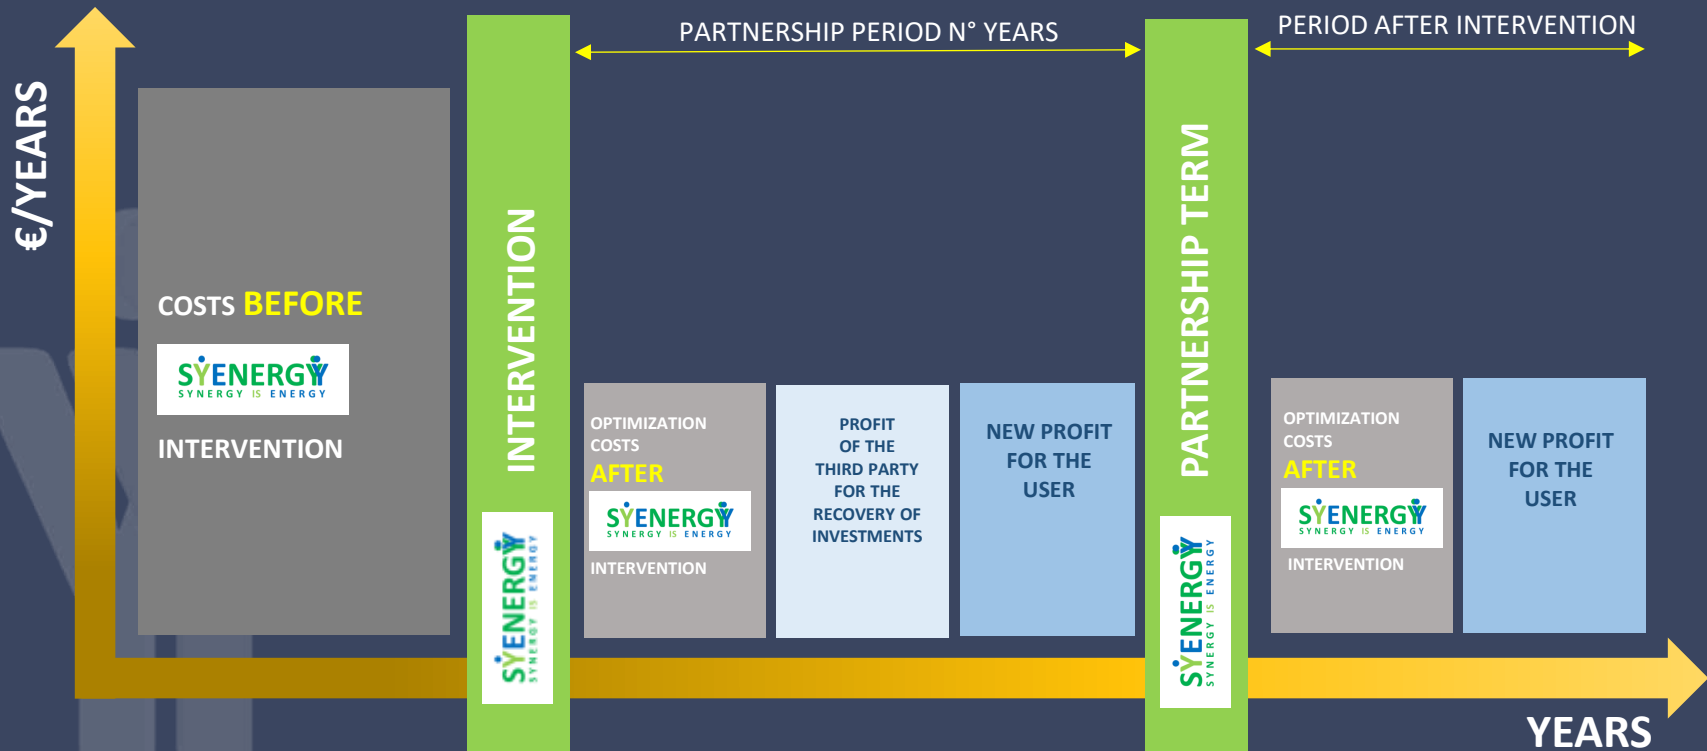 €/YEARS
COSTS BEFORE
SYENERGY
SYNERGY IS ENERGY
INTERVENTION
INTERVENTION
SYENERGY
SYNERGY IS ENERGY
PARTNERSHIP PERIOD N° YEARS
OPTIMIZATION
COSTS
AFTER
SYENERGY
SYNERGY IS ENERGY
INTERVENTION
PROFIT
OF THE
THIRD PARTY
FOR THE
RECOVERY OF
INVESTMENTS
NEW PROFIT
FOR THE
USER
PARTNERSHIP TERM
SYENERGY
SYNERGY IS ENERGY
PERIOD AFTER INTERVENTION
OPTIMIZATION
COSTS
AFTER
SYENERGY
SYNERGY IS ENERGY
INTERVENTION
NEW PROFIT
FOR THE
USER
YEARS